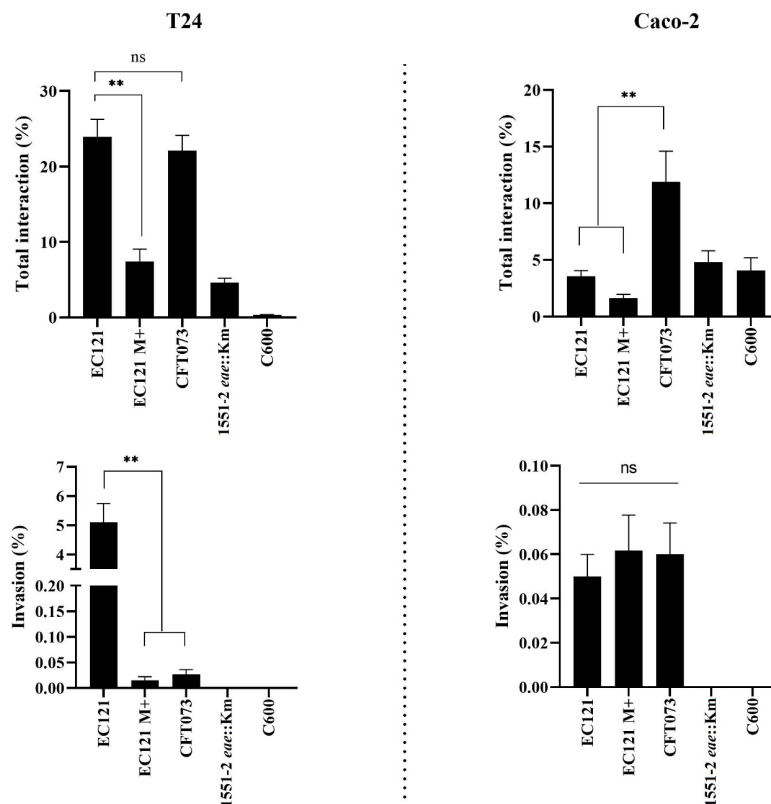 T24
Caco-2
ns
**
30
20
10
0
Total interaction (%)
EC121
EC121 M+
CFT073
1551-2 eae::Km
C600
**
20
15
10
5
0
Total interaction (%)
EC121
EC121 M+
CFT073
1551-2 eae::Km
C600
**
7
6
5
4
0.20
0.15
0.10
0.05
0.00
Invasion (%)
EC121
EC121 M+
CFT073
1551-2 eae::Km
C600
ns
0.10
0.08
0.06
0.04
0.02
0.00
Invasion (%)
EC121
EC121 M+
CFT073
1551-2 eae::Km
C600